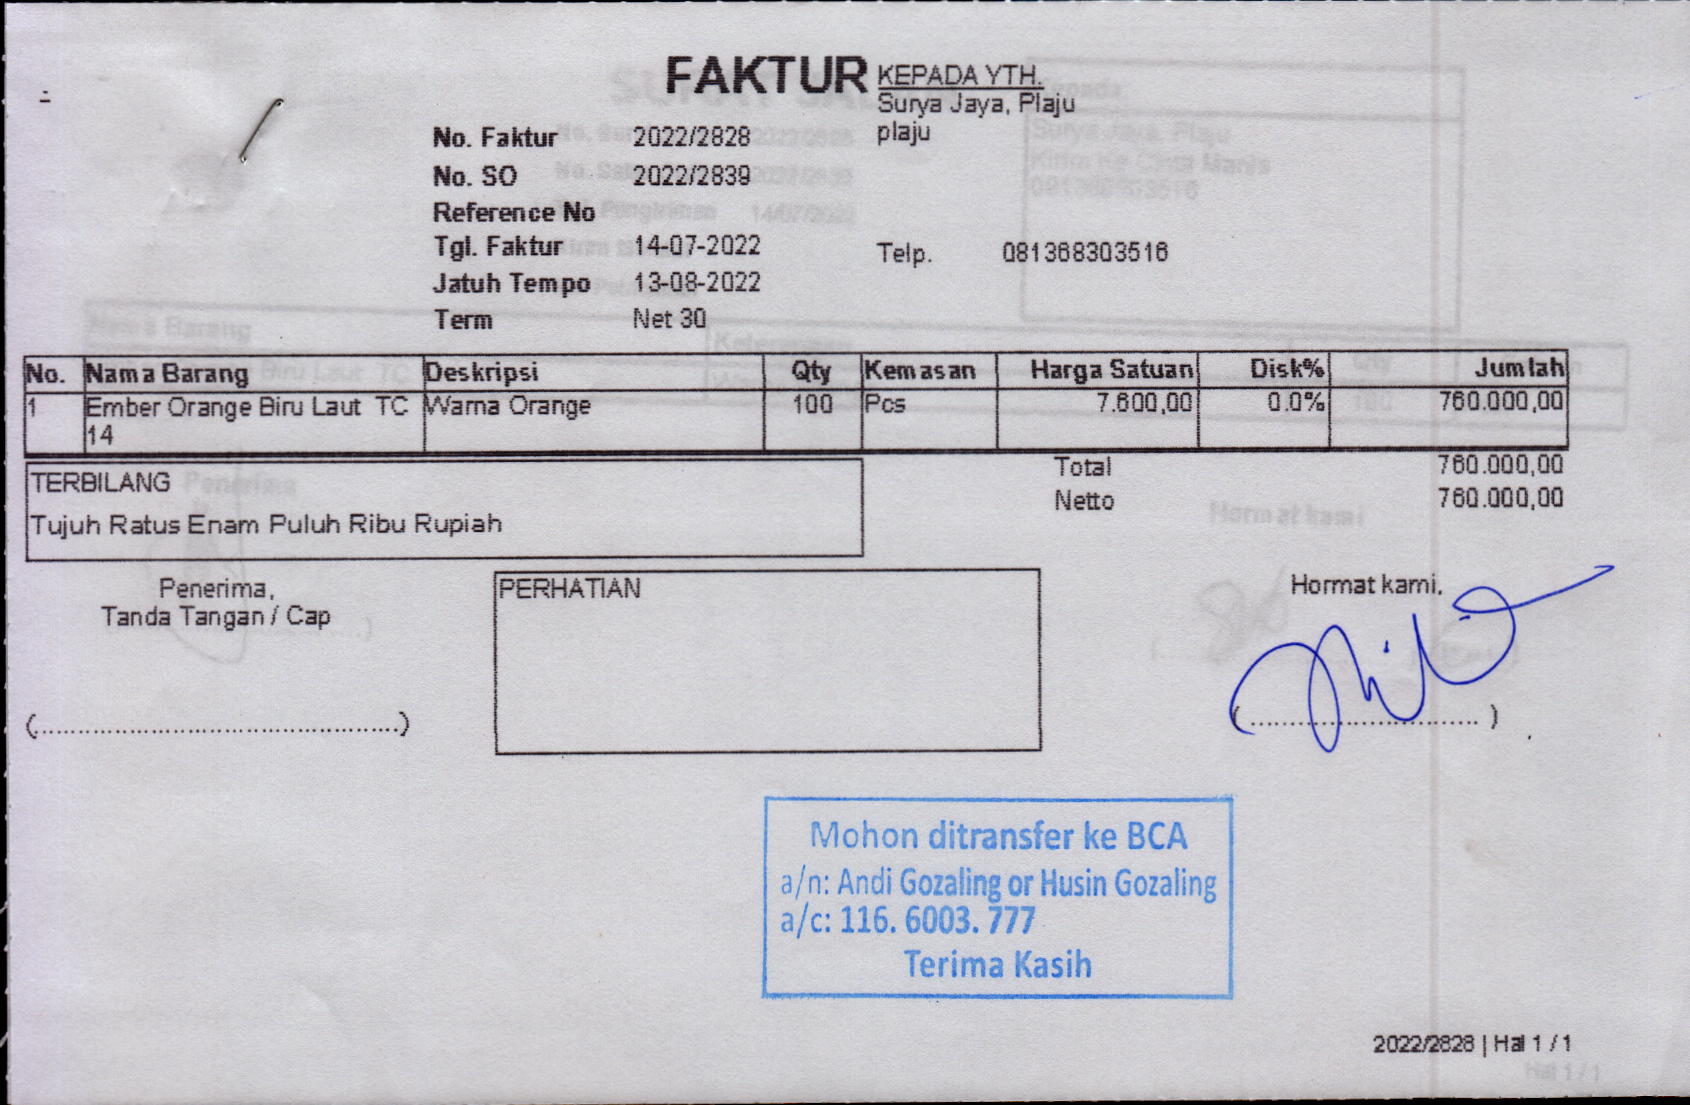 FAKTUR
KEPADA YTH.
Surya Jaya, Plaju
plaju
No. Faktur 2022/2828
No. SO 2022/2839
Reference No
Tgl. Faktur 14-07-2022
Telp. 081368303516
Jatuh Tempo 13-08-2022
Term Net 30
No. Nama Barang Deskripsi Qty Kemasan Harga Satuan Disk% Jumlah
1 Ember Orange Biru Laut TC Warna Orange 100 Pcs 7.600,00 0.0% 760.000,00
14
Total 760.000,00
Netto 760.000,00
TERBILANG
Tujuh Ratus Enam Puluh Ribu Rupiah
Penerima,
Tanda Tangan / Cap
(..................................................)
PERHATIAN
Hormat kami,
(................................)
Mohon ditransfer ke BCA
a/n: Andi Gozaling or Husin Gozaling
a/c: 116. 6003. 777
Terima Kasih
2022/2828 | Hal 1 / 1